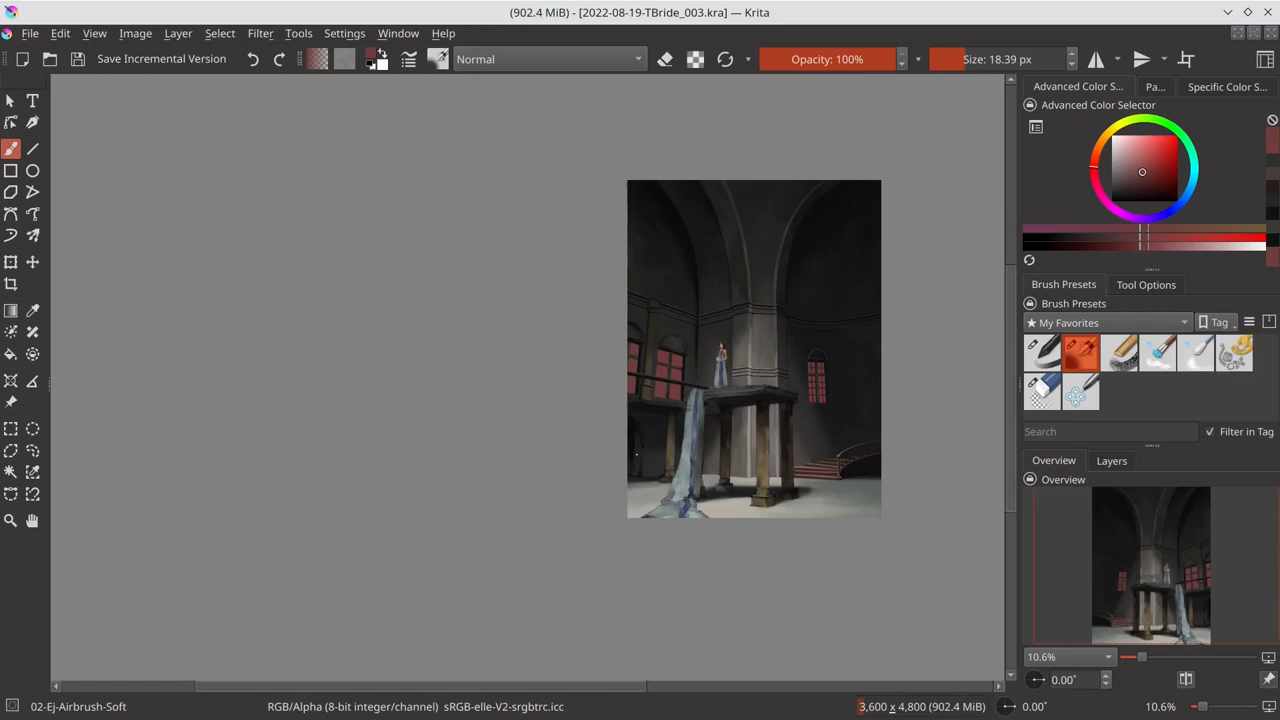 (902.4 MiB) - [2022-08-19-TBride_003.kra] — Krita
File Edit View Image Layer Select Filter Tools Settings Window Help
Save Incremental Version Normal Opacity: 100% Size: 18.39 px
Advanced Color S... Pa... Specific Color S...
Advanced Color Selector
Brush Presets Tool Options
Brush Presets
★ My Favorites Tag
Search Filter in Tag
Overview Layers
Overview
10.6%
0.00°
02-Ej-Airbrush-Soft RGB/Alpha (8-bit integer/channel) sRGB-elle-V2-srgbtrc.icc 3,600 x 4,800 (902.4 MiB) 0.00° 10.6%